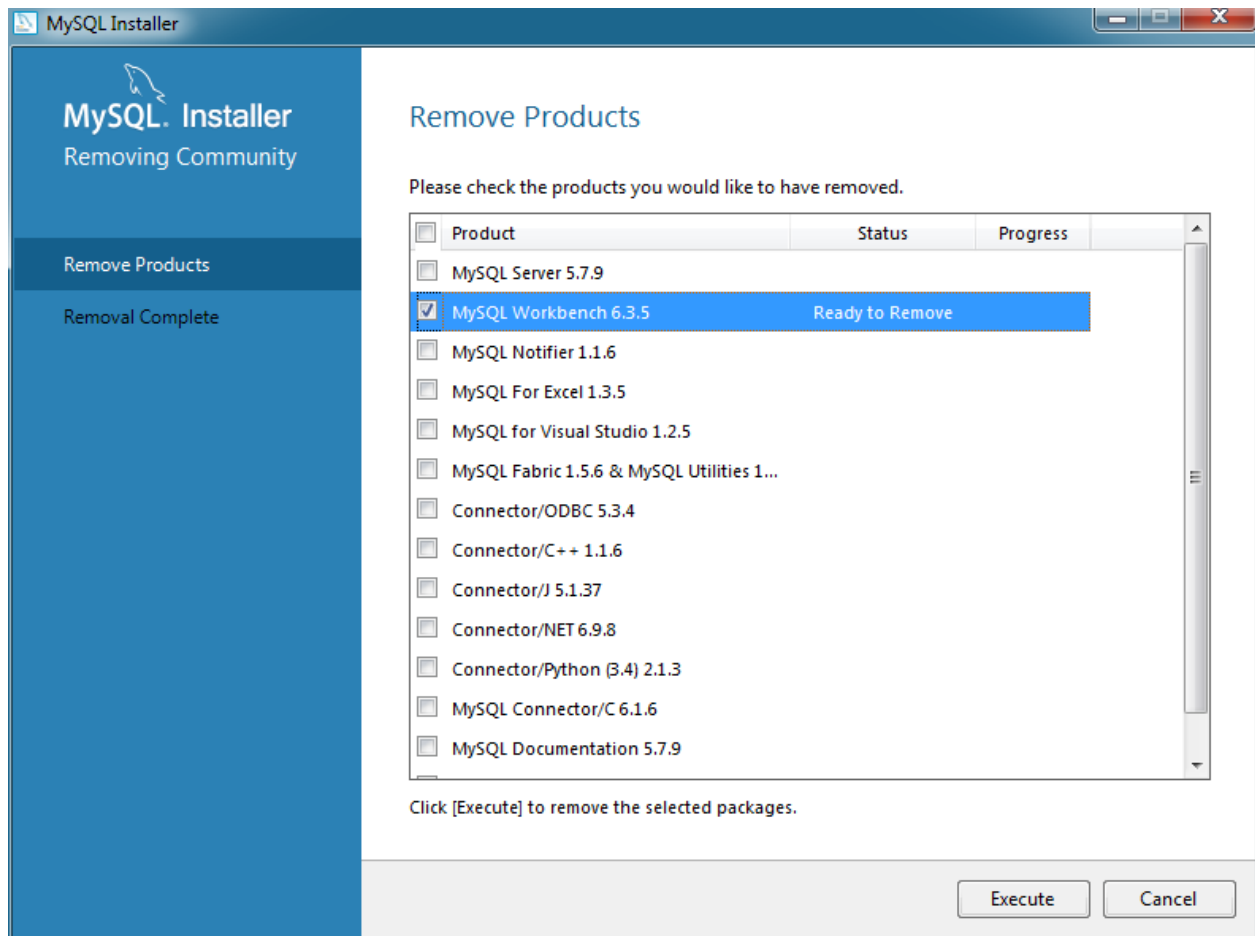 MySQL Installer
MySQL. Installer
Removing Community
Remove Products
Removal Complete
Remove Products
Please check the products you would like to have removed.
Product Status Progress
MySQL Server 5.7.9
MySQL Workbench 6.3.5 Ready to Remove
MySQL Notifier 1.1.6
MySQL For Excel 1.3.5
MySQL for Visual Studio 1.2.5
MySQL Fabric 1.5.6 & MySQL Utilities 1...
Connector/ODBC 5.3.4
Connector/C++ 1.1.6
Connector/J 5.1.37
Connector/NET 6.9.8
Connector/Python (3.4) 2.1.3
MySQL Connector/C 6.1.6
MySQL Documentation 5.7.9
Click [Execute] to remove the selected packages.
Execute Cancel